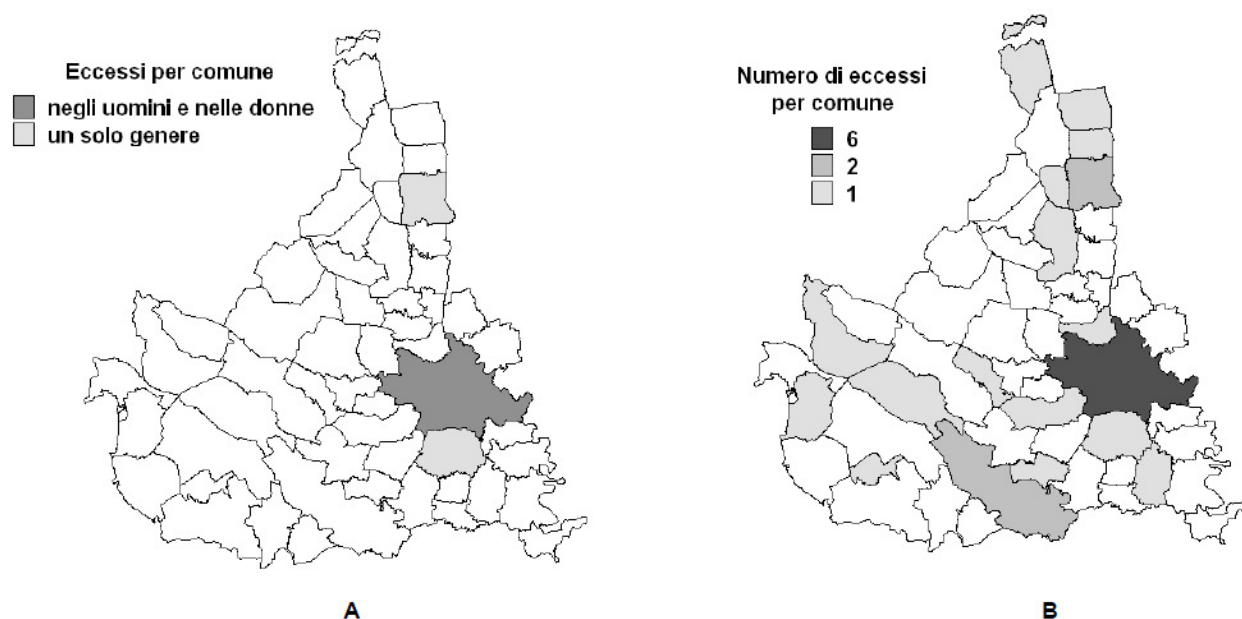 Eccessi per comune
negli uomini e nelle donne
un solo genere
A
Numero di eccessi
per comune
6
2
1
B